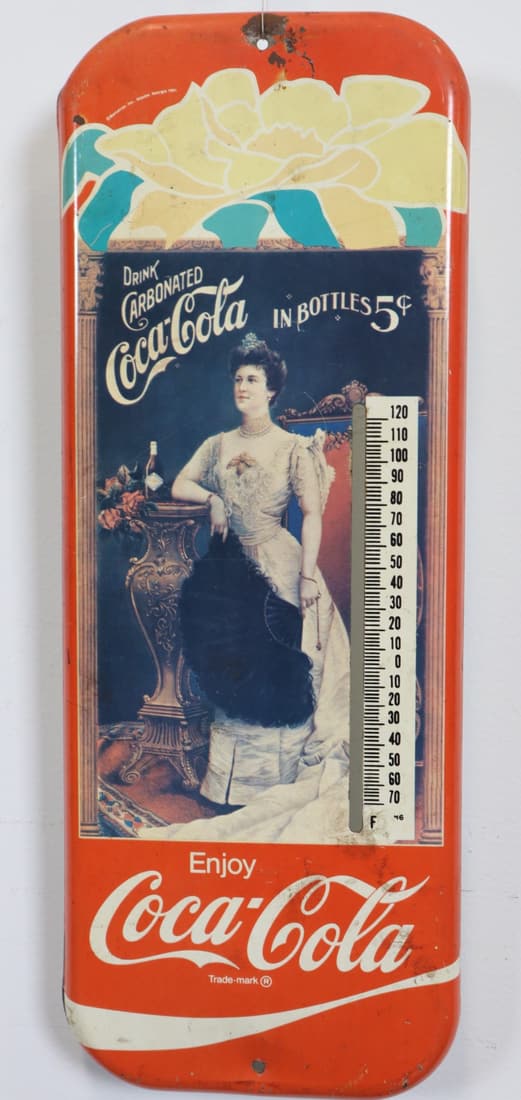 DRINK
CARBONATED
Coca-Cola
IN BOTTLES 5¢
120
110
100
90
80
70
60
50
40
30
20
10
0
10
20
30
40
50
60
70
F
Enjoy
Coca-Cola
Trade-mark ®